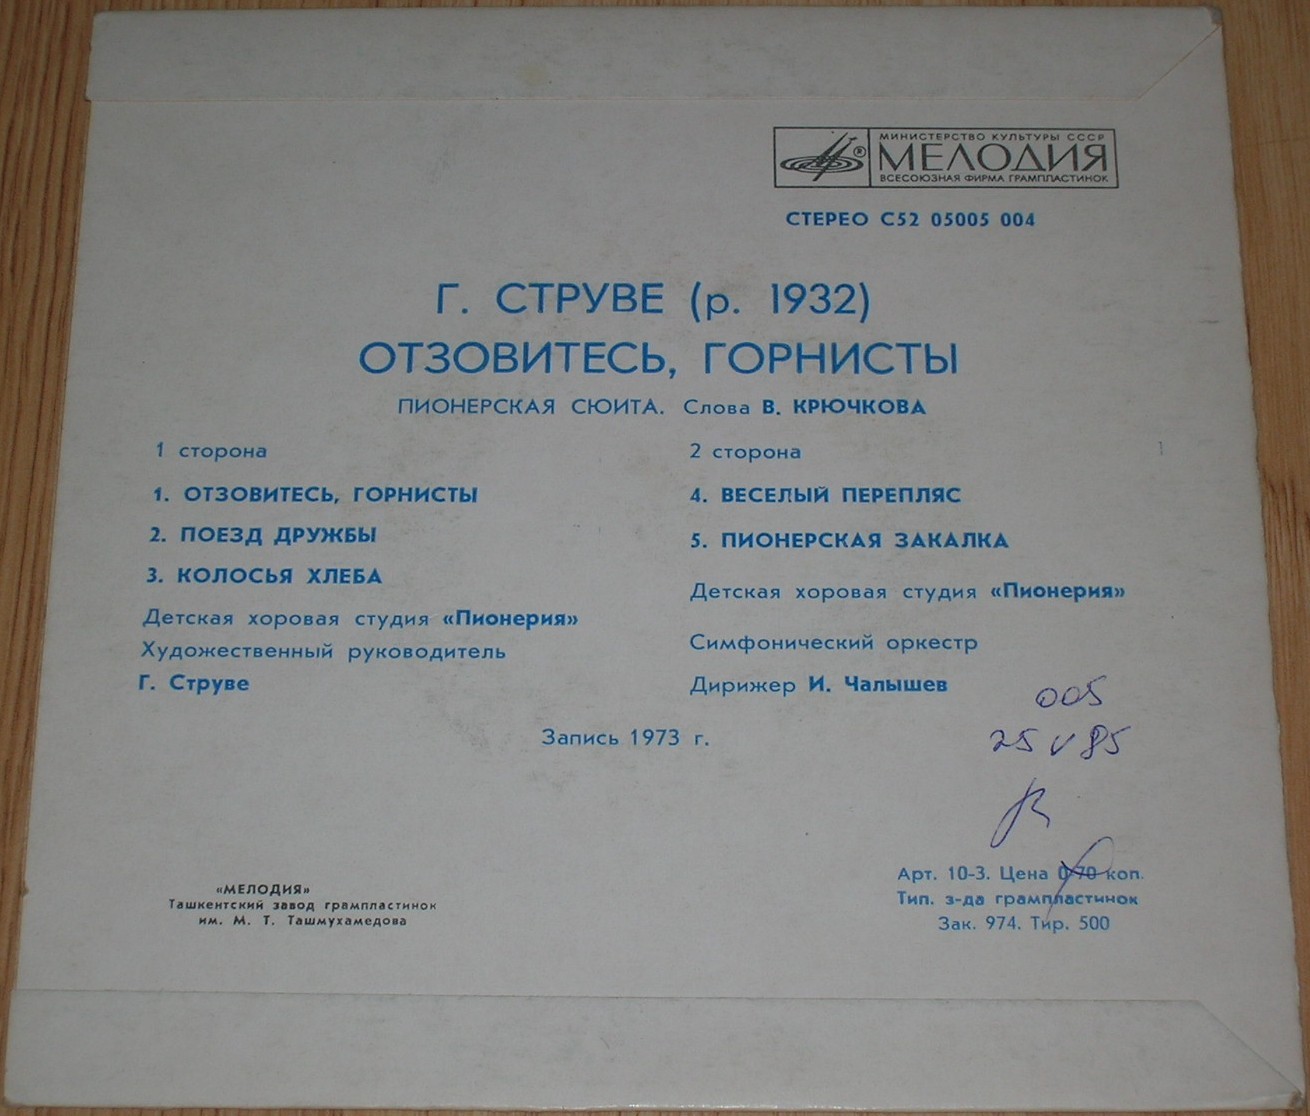 МИНИСТЕРСТВО КУЛЬТУРЫ СССР
МЕЛОДИЯ
ВСЕСОЮЗНАЯ ФИРМА ГРАМПЛАСТИНОК
СТЕРЕО С52 05005 004
Г. СТРУВЕ (р. 1932)
ОТЗОВИТЕСЬ, ГОРНИСТЫ
ПИОНЕРСКАЯ СЮИТА. Слова В. КРЮЧКОВА
1 сторона
1. ОТЗОВИТЕСЬ, ГОРНИСТЫ
2. ПОЕЗД ДРУЖБЫ
3. КОЛОСЬЯ ХЛЕБА
Детская хоровая студия «Пионерия»
Художественный руководитель
Г. Струве
2 сторона
4. ВЕСЕЛЫЙ ПЕРЕПЛЯС
5. ПИОНЕРСКАЯ ЗАКАЛКА
Детская хоровая студия «Пионерия»
Симфонический оркестр
Дирижер И. Чалышев
Запись 1973 г.
005
25 V 85
«МЕЛОДИЯ»
Ташкентский завод грампластинок
им. М. Т. Ташмухамедова
Арт. 10-3. Цена 0-70 коп.
Тип. з-да грампластинок
Зак. 974. Тир. 500